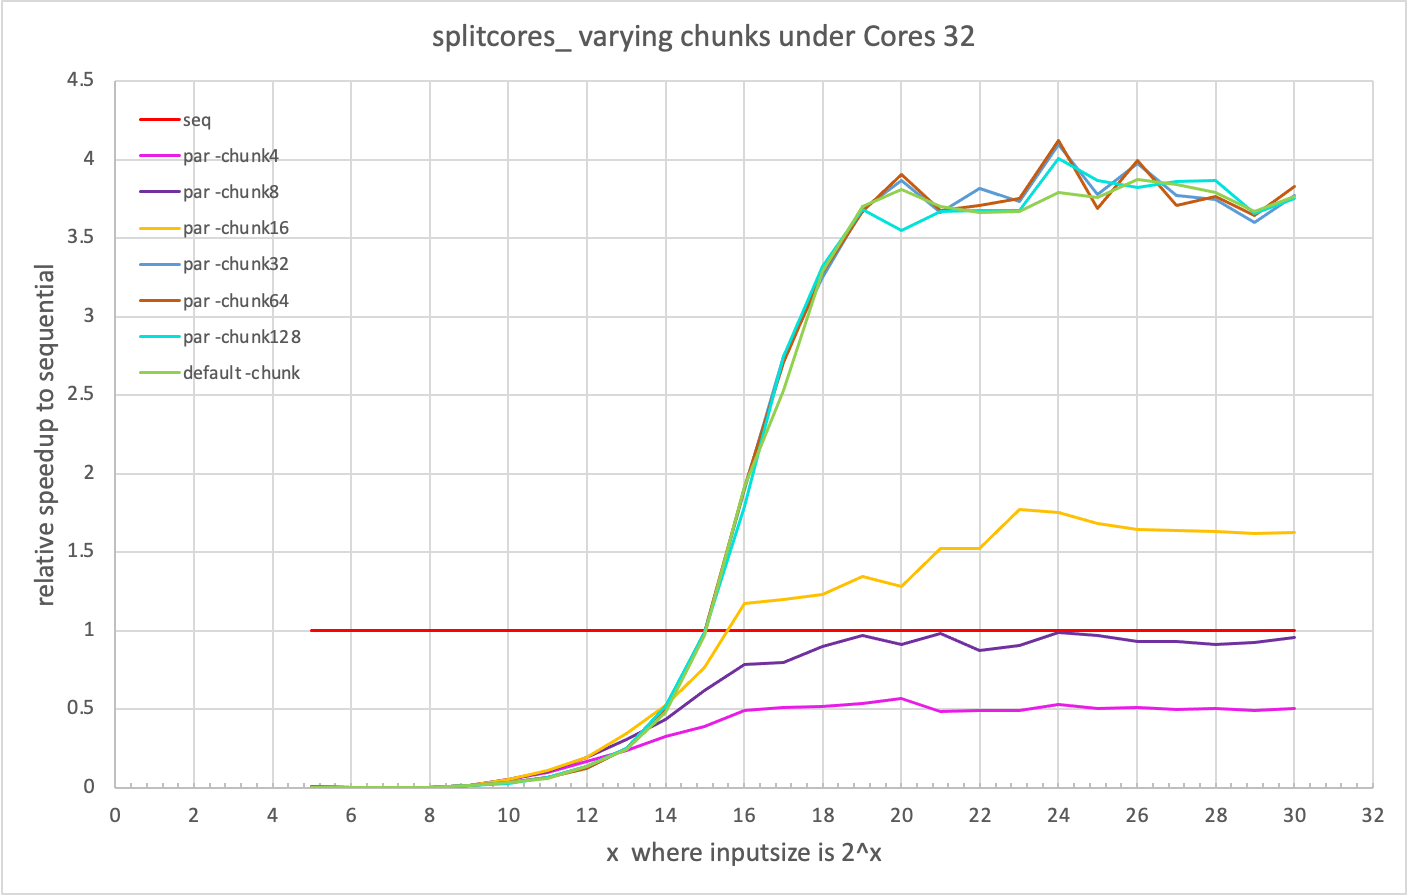 splitcores_ varying chunks under Cores 32
4.5
4
3.5
3
2.5
2
1.5
1
0.5
0
relative speedup to sequential
seq
par -chunk4
par -chunk8
par -chunk16
par -chunk32
par -chunk64
par -chunk128
default -chunk
0 2 4 6 8 10 12 14 16 18 20 22 24 26 28 30 32
x where inputsize is 2^x